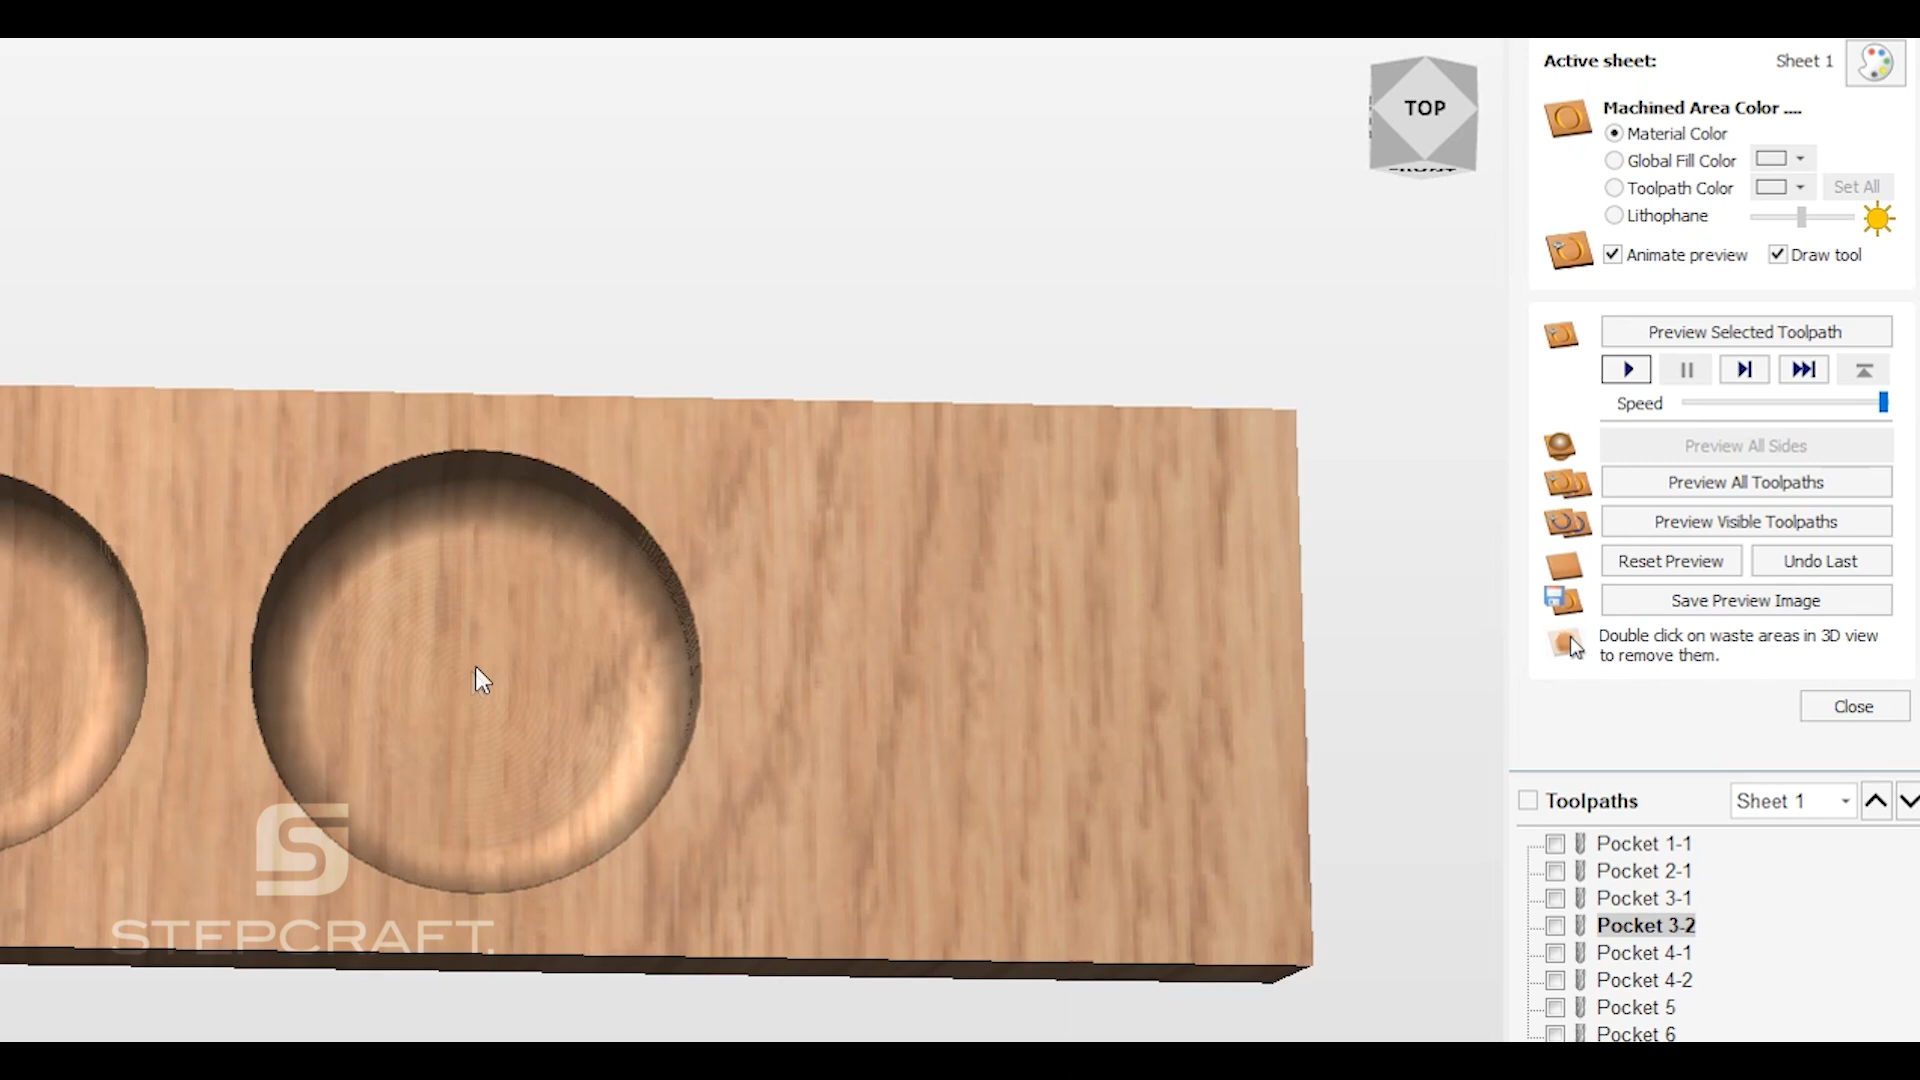 Active sheet: Sheet 1
TOP
FRONT
Machined Area Color ....
Material Color
Global Fill Color
Toolpath Color Set All
Lithophane
Animate preview Draw tool
Preview Selected Toolpath
Speed
Preview All Sides
Preview All Toolpaths
Preview Visible Toolpaths
Reset Preview Undo Last
Save Preview Image
Double click on waste areas in 3D view
to remove them.
Close
Toolpaths Sheet 1
Pocket 1-1
Pocket 2-1
Pocket 3-1
Pocket 3-2
Pocket 4-1
Pocket 4-2
Pocket 5
Pocket 6
STEPCRAFT.